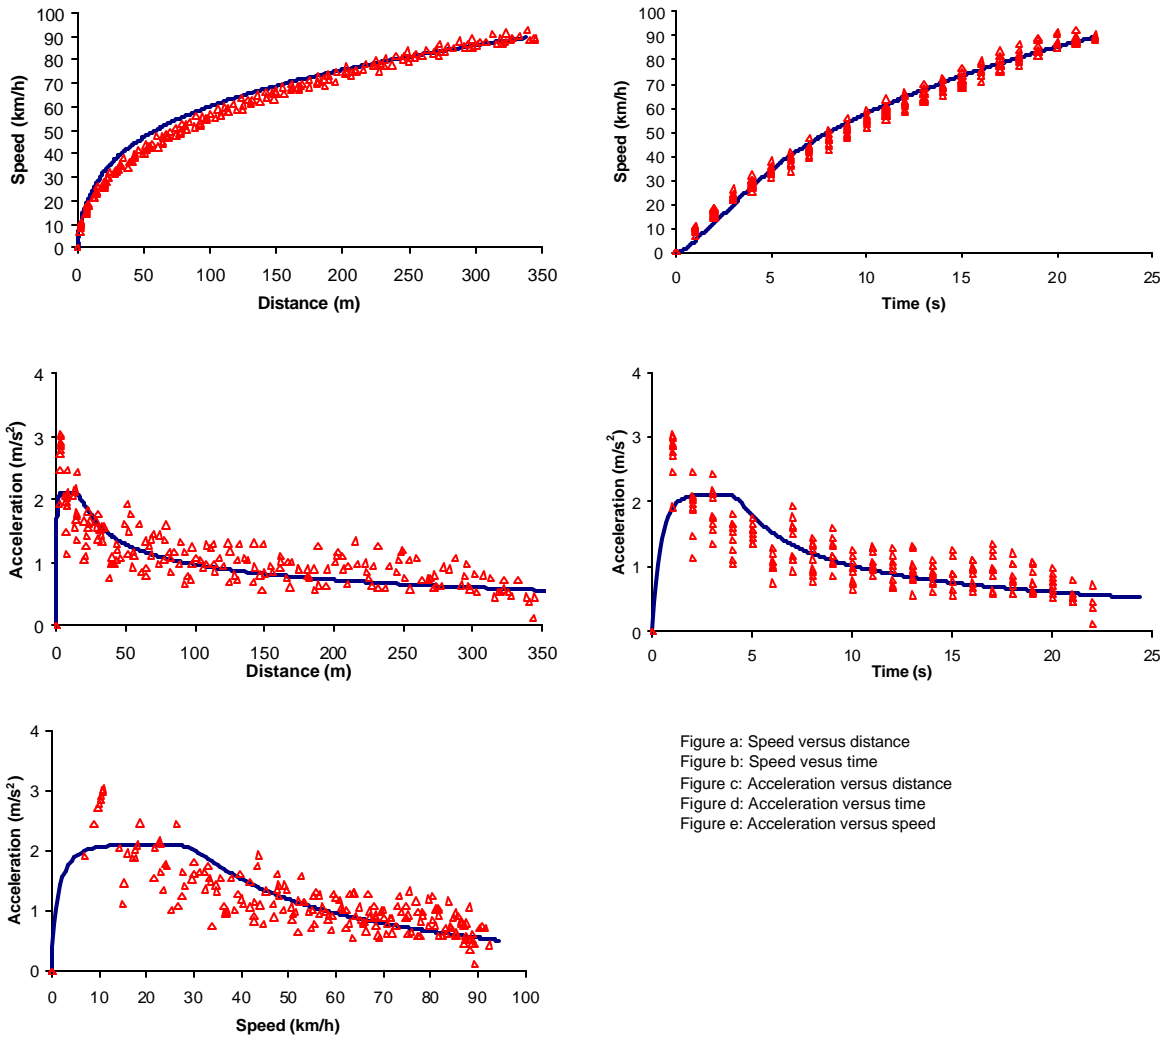 100
90
80
70
60
50
40
30
20
10
0
Speed (km/h)
0 50 100 150 200 250 300 350
Distance (m)
100
90
80
70
60
50
40
30
20
10
0
Speed (km/h)
0 5 10 15 20 25
Time (s)
4
3
2
1
0
Acceleration (m/s²)
0 50 100 150 200 250 300 350
Distance (m)
4
3
2
1
0
Acceleration (m/s²)
0 5 10 15 20 25
Time (s)
4
3
2
1
0
Acceleration (m/s²)
0 10 20 30 40 50 60 70 80 90 100
Speed (km/h)
Figure a: Speed versus distance
Figure b: Speed vesus time
Figure c: Acceleration versus distance
Figure d: Acceleration versus time
Figure e: Acceleration versus speed